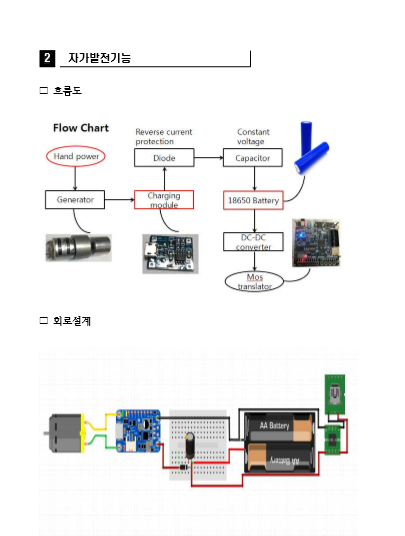 2 자가발전기능
□ 흐름도
Flow Chart
Reverse current
protection
Constant
voltage
Hand power
Diode
Capacitor
Generator
Charging
module
18650 Battery
DC-DC
converter
Mos
translator
□ 회로설계
AA Battery
AA Battery